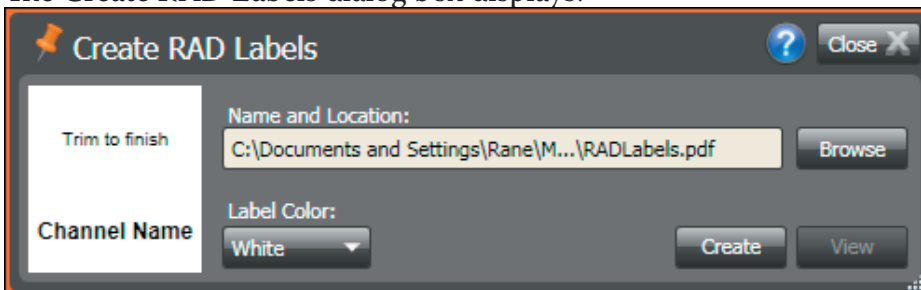 The Create RAD Labels dialog box displays.
Create RAD Labels
? Close X
Trim to finish
Channel Name
Name and Location:
C:\Documents and Settings\Rane\M...\RADLabels.pdf Browse
Label Color:
White
Create View